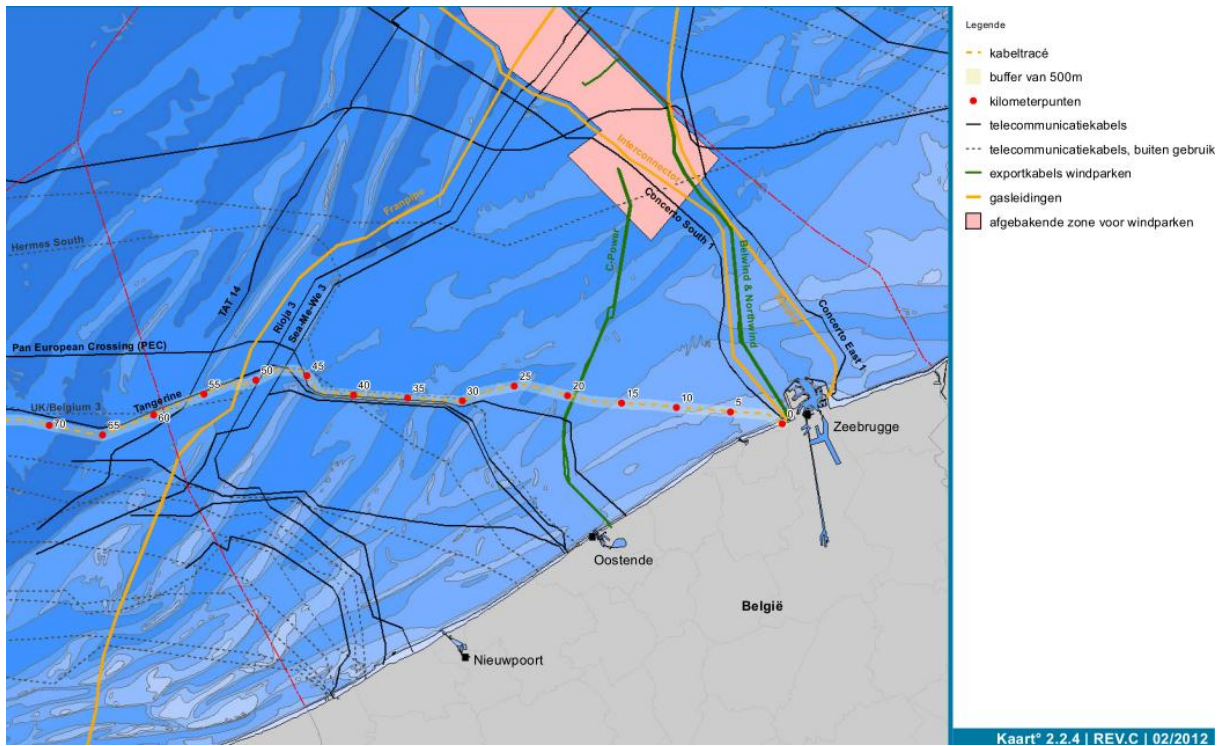 Legende
kabeltracé
buffer van 500m
kilometerpunten
telecommunicatiekabels
telecommunicatiekabels, buiten gebruik
exportkabels windparken
gasleidingen
afgebakende zone voor windparken
Interconnector
Franpipe
Concerto South 1
Hermes South
C-Power
Belwind & Northwind
TAT 14
Rioja 3
Sea-Me-We 3
Concerto East 1
Pan European Crossing (PEC)
Tangerine
UK/Belgium 3
70
65
60
55
50
45
40
35
30
25
20
15
10
5
0
Zeebrugge
Oostende
België
Nieuwpoort
Kaart° 2.2.4 | REV.C | 02/2012